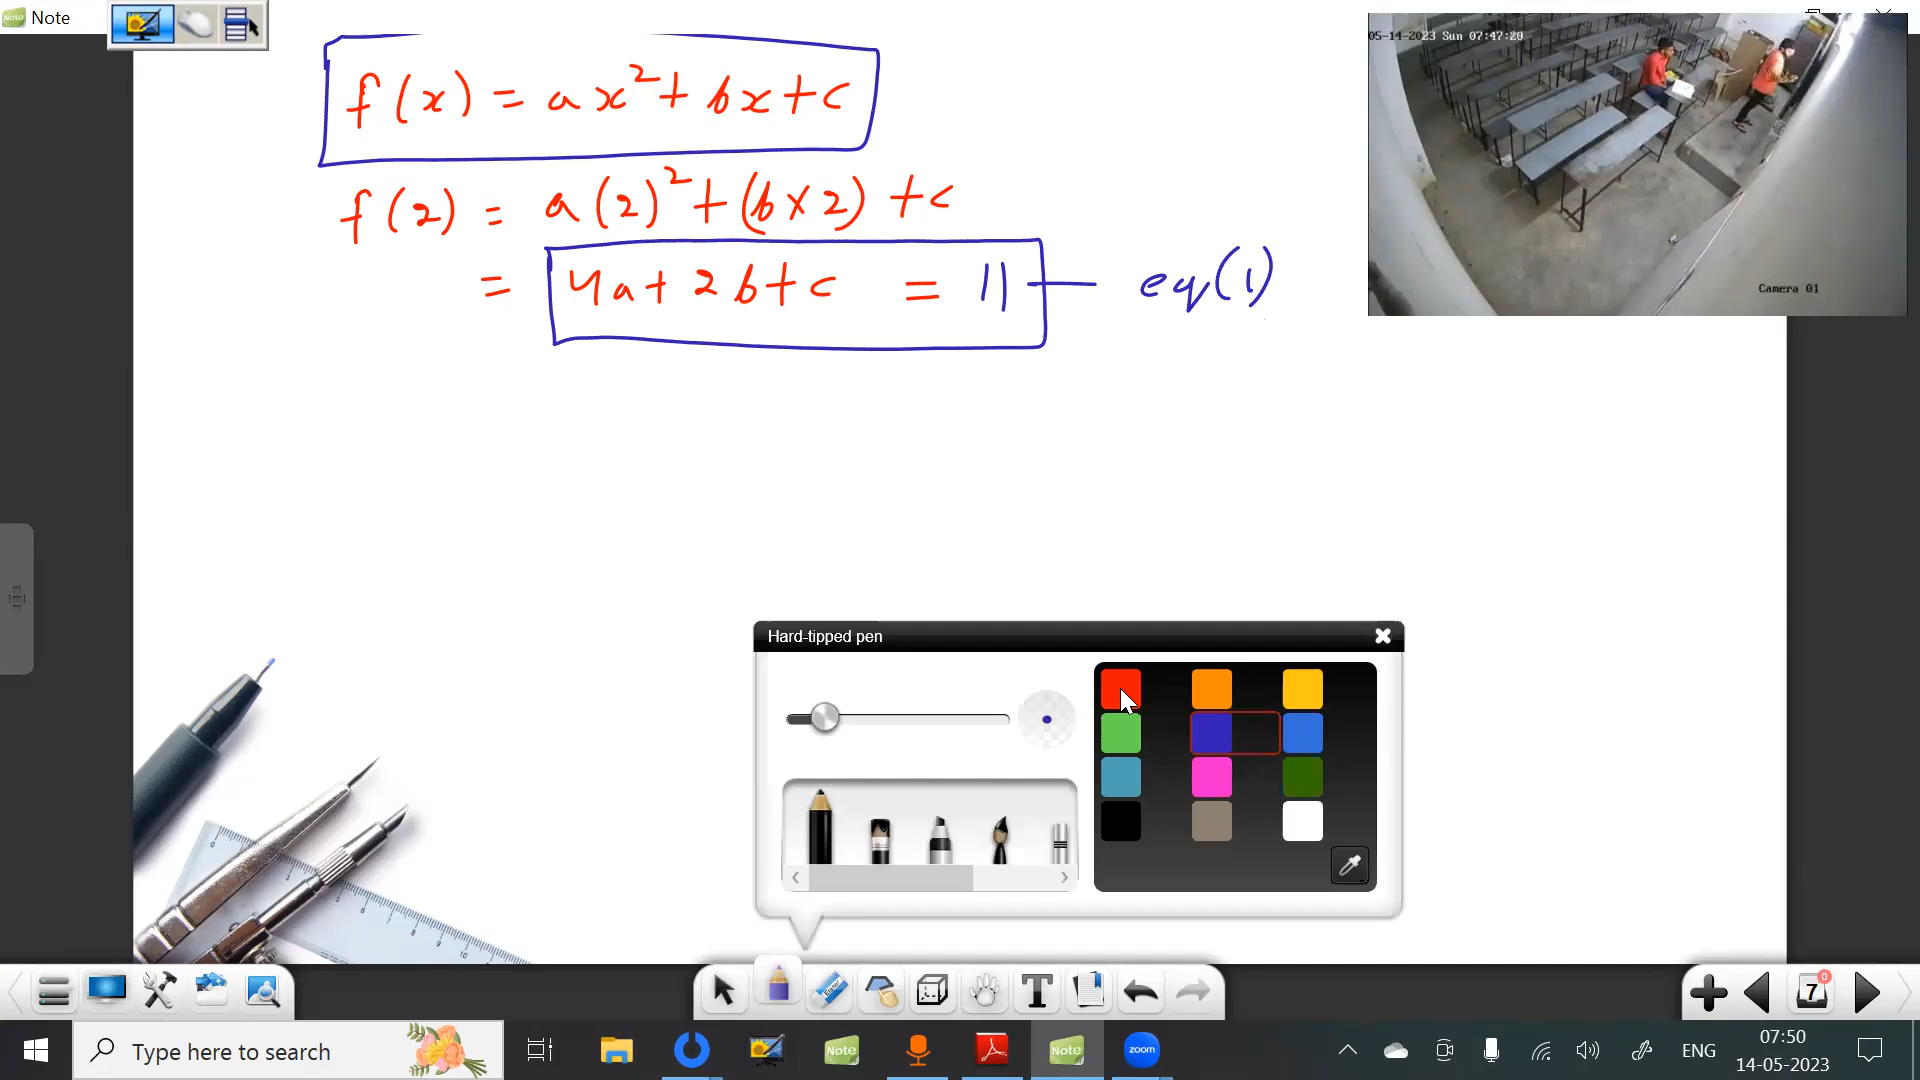 Note
05-14-2023 Sun 07:47:20
f(x) = ax²+ bx+c
f(2) = a(2)²+(b×2) +c
= 4a+2b+c = 11 — eq(1)
Camera 01
Hard-tipped pen
7
0
Type here to search
Note
Note
zoom
ENG
07:50
14-05-2023